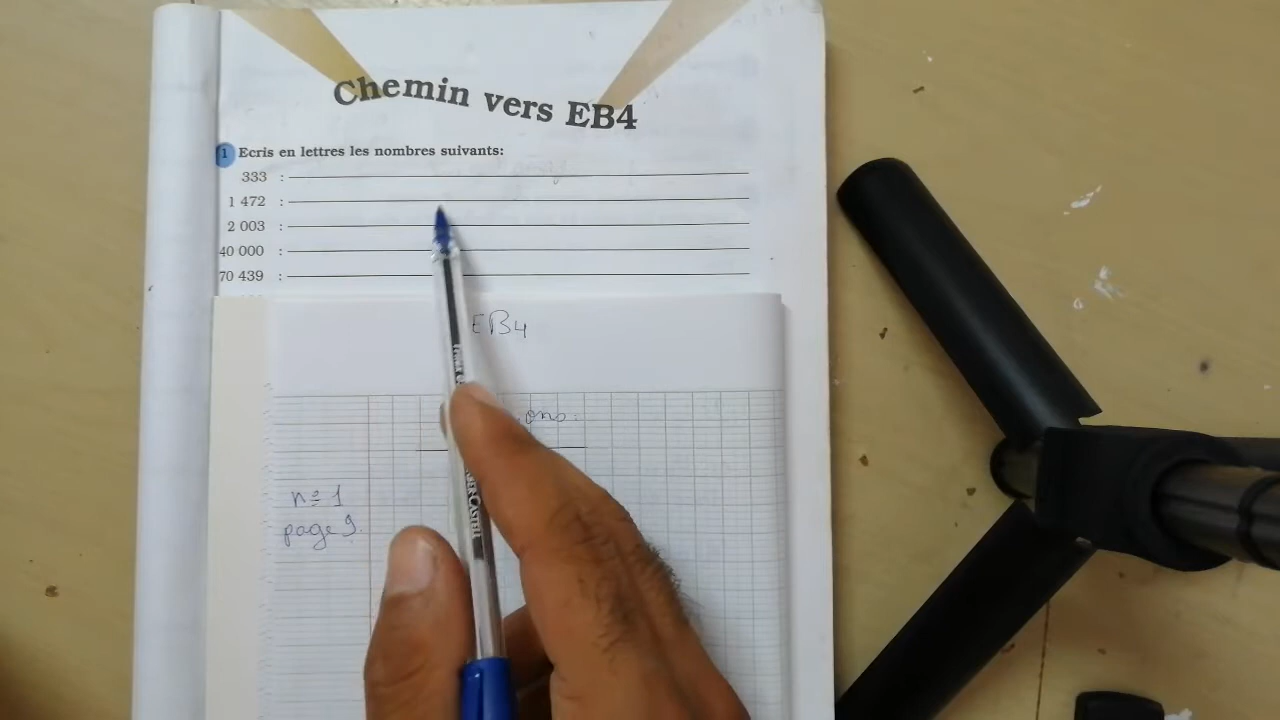 Chemin vers EB4
1 Ecris en lettres les nombres suivants:
333 :
1 472 :
2 003 :
40 000 :
70 439 :
EB4
n° 1
page 9.